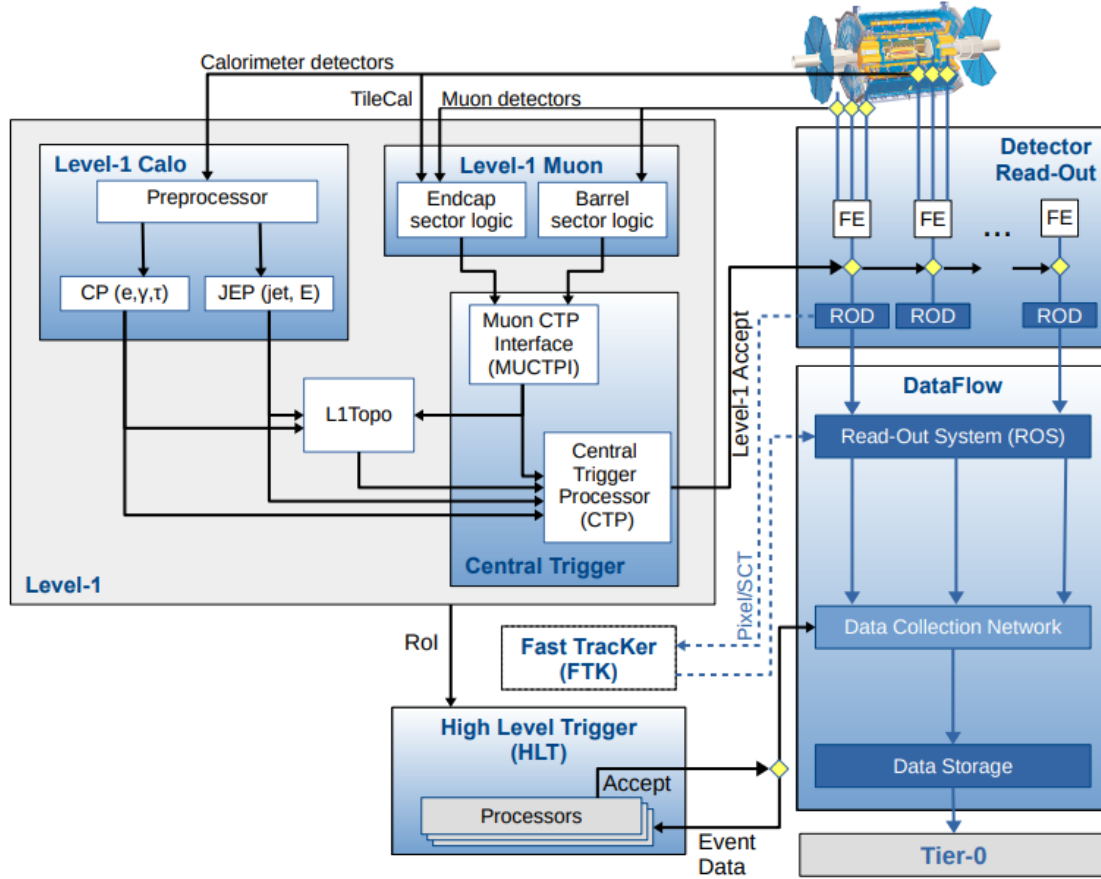 Calorimeter detectors
TileCal
Muon detectors
Level-1 Calo
Preprocessor
CP (e,γ,τ)
JEP (jet, E)
Level-1 Muon
Endcap
sector logic
Barrel
sector logic
Muon CTP
Interface
(MUCTPI)
L1Topo
Central
Trigger
Processor
(CTP)
Central Trigger
Level-1
Level-1 Accept
Detector
Read-Out
FE
FE
...
FE
ROD
ROD
ROD
DataFlow
Read-Out System (ROS)
Data Collection Network
Data Storage
Tier-0
Pixel/SCT
RoI
Fast TracKer
(FTK)
High Level Trigger
(HLT)
Accept
Processors
Event
Data